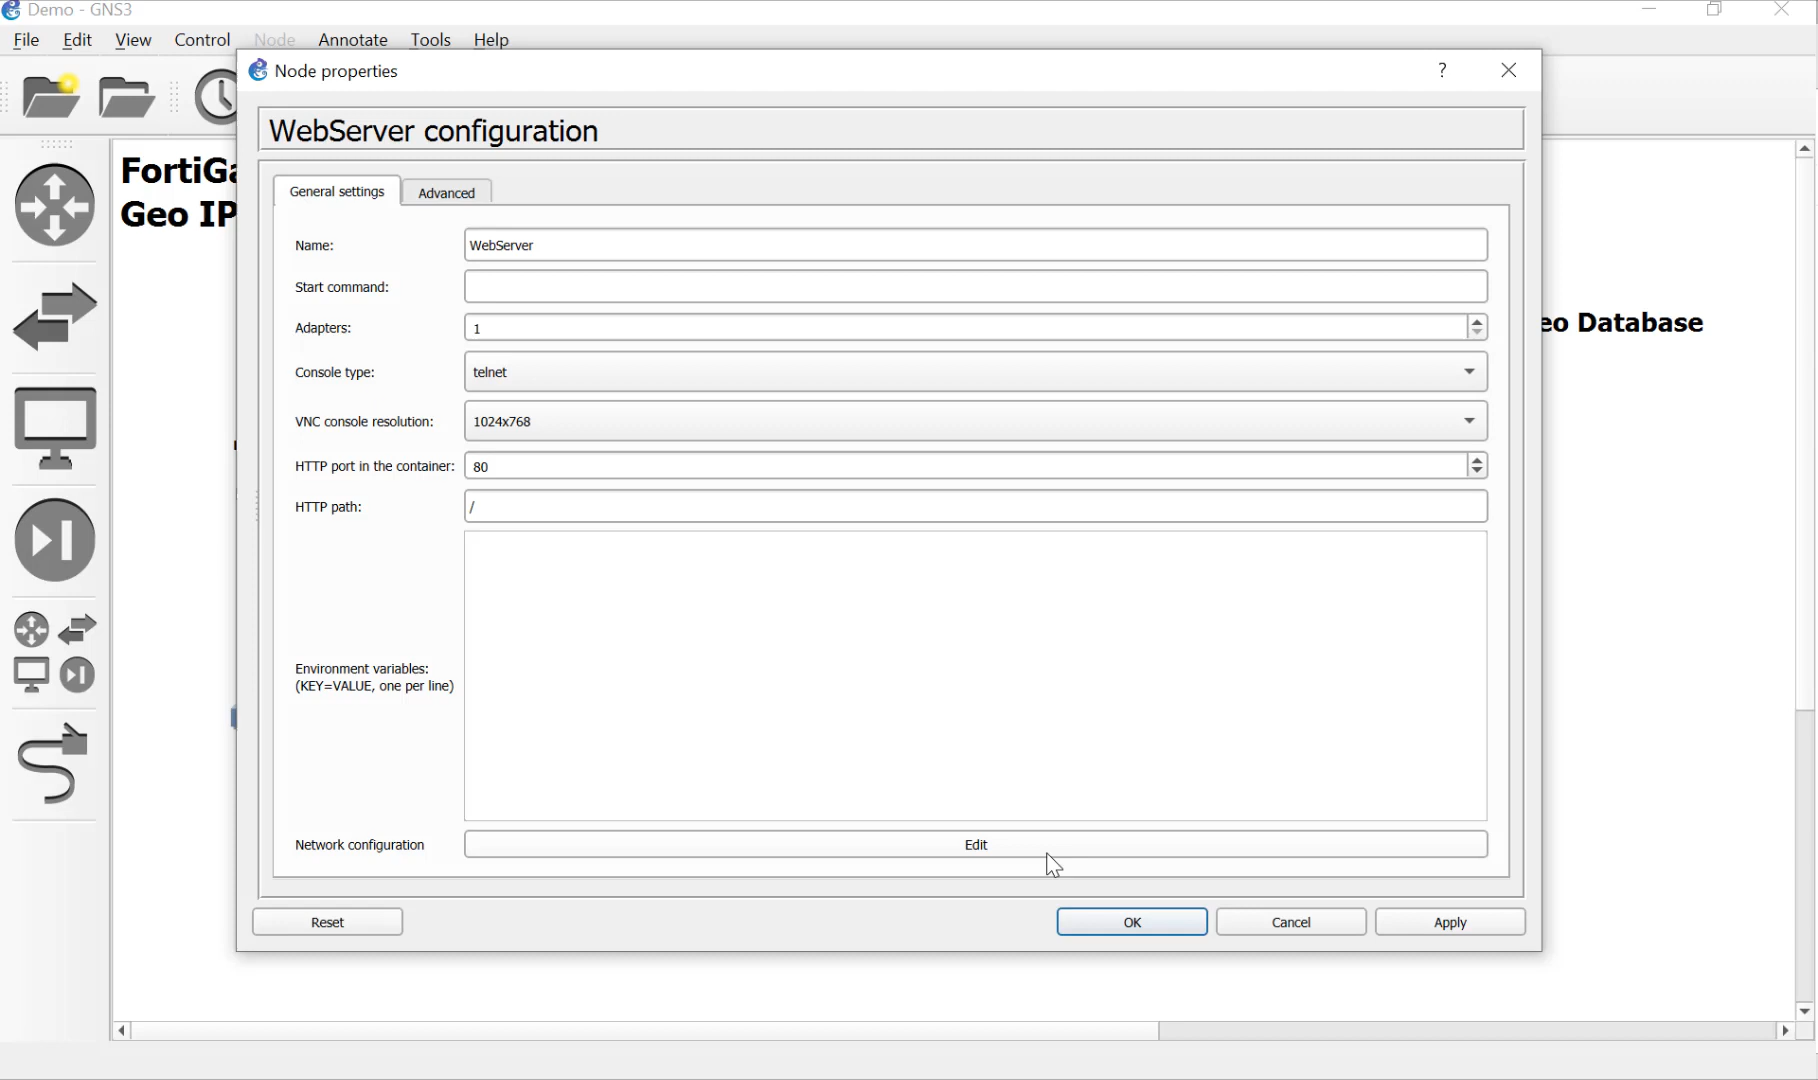 Demo - GNS3
File Edit View Control Node Annotate Tools Help
Node properties
?
WebServer configuration
FortiGa
Geo IP
General settings Advanced
Name: WebServer
Start command:
eo Database
Adapters: 1
Console type: telnet
VNC console resolution: 1024x768
HTTP port in the container: 80
HTTP path: /
Environment variables:
(KEY=VALUE, one per line)
Network configuration Edit
Reset OK Cancel Apply